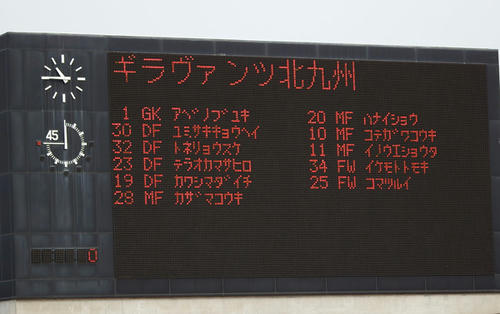 ギラヴァンツ北九州
1 GK アベノブユキ
30 DF ユミサキキョウヘイ
32 DF トネリョウスケ
23 DF テラオカマサヒロ
19 DF カワシマダイチ
28 MF カザマコウキ
20 MF ハナイショウ
10 MF コテガワコウキ
11 MF イノウエショウタ
34 FW イケモトトモキ
25 FW コマツルイ
45
0